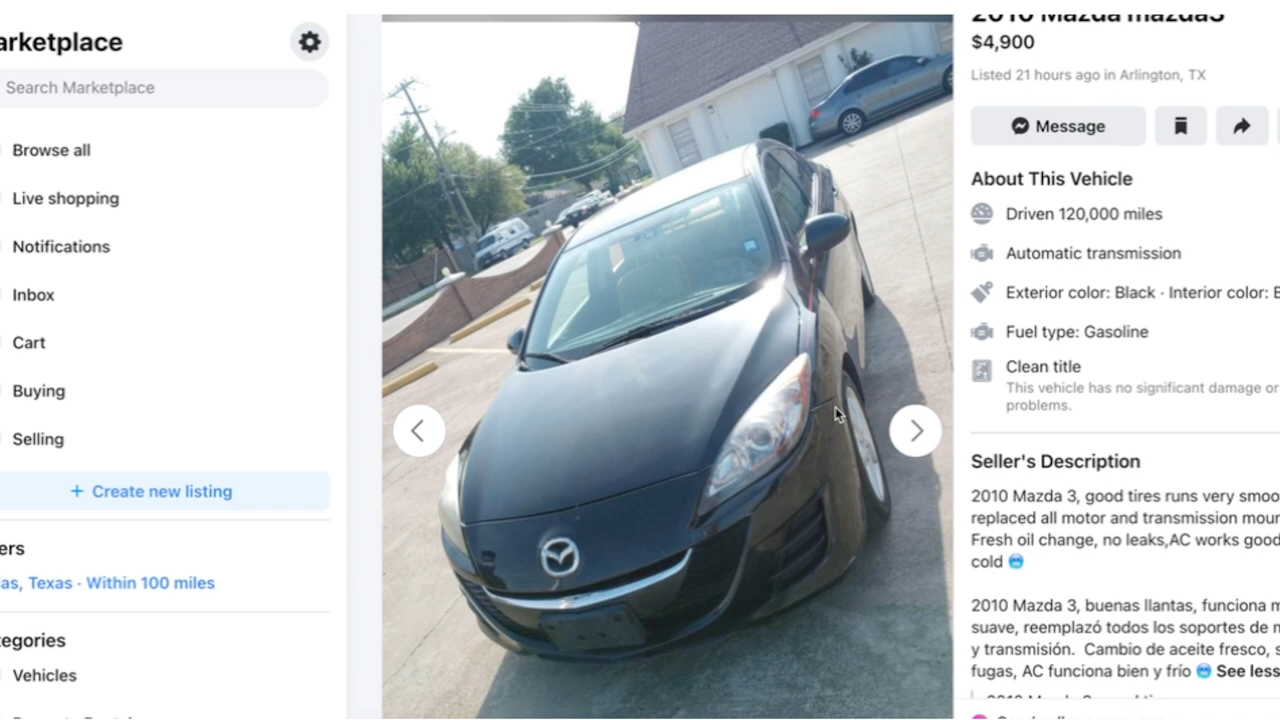 arketplace
Search Marketplace
Browse all
Live shopping
Notifications
Inbox
Cart
Buying
Selling
+ Create new listing
ers
as, Texas · Within 100 miles
egories
Vehicles
2010 Mazda mazda3
$4,900
Listed 21 hours ago in Arlington, TX
Message
About This Vehicle
Driven 120,000 miles
Automatic transmission
Exterior color: Black · Interior color: B
Fuel type: Gasoline
Clean title
This vehicle has no significant damage or
problems.
Seller's Description
2010 Mazda 3, good tires runs very smoo
replaced all motor and transmission moun
Fresh oil change, no leaks,AC works good
cold 🥶
2010 Mazda 3, buenas llantas, funciona m
suave, reemplazó todos los soportes de m
y transmisión. Cambio de aceite fresco, s
fugas, AC funciona bien y frío 🥶 See less